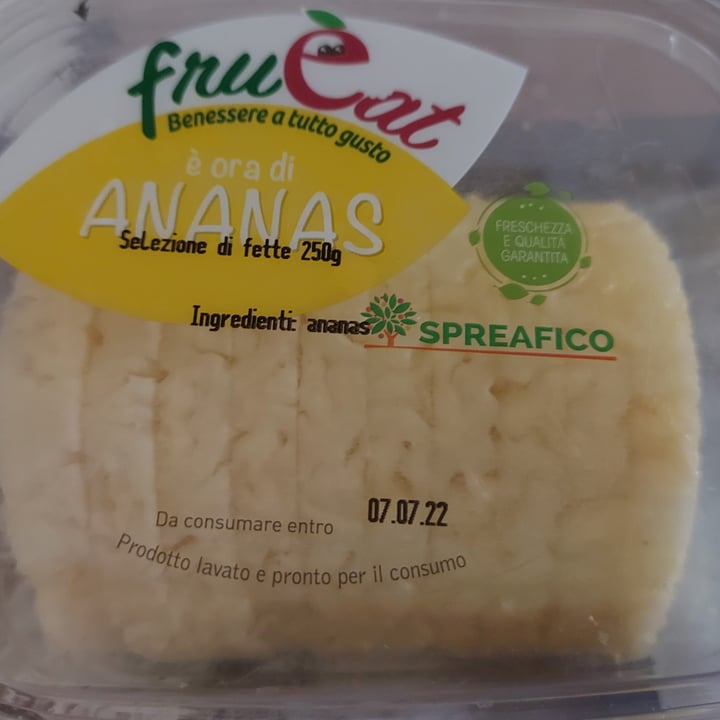 fruEat
Benessere a tutto gusto
è ora di
ANANAS
Selezione di fette 250g
FRESCHEZZA
E QUALITÀ
GARANTITA
Ingredienti: ananas
SPREAFICO
Da consumare entro 07.07.22
Prodotto lavato e pronto per il consumo